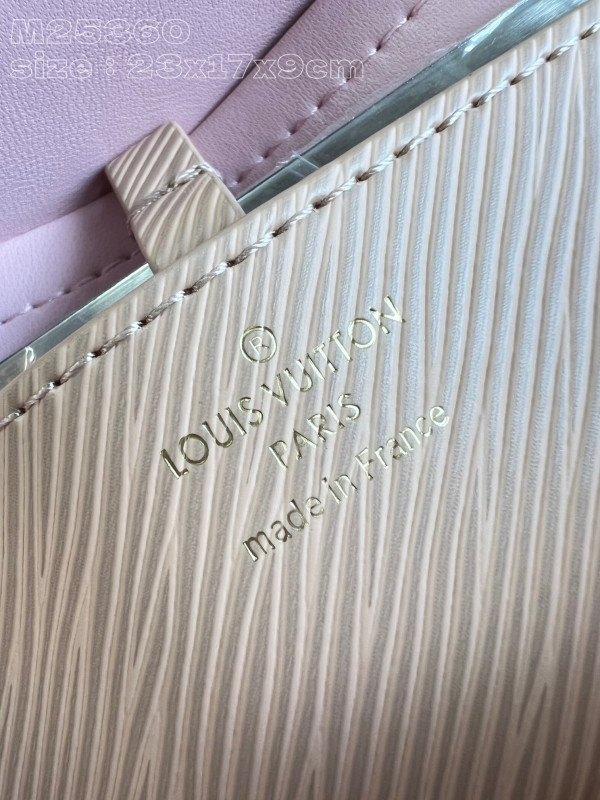 M25360
size : 23x17x9cm
®
LOUIS VUITTON
PARIS
made in France